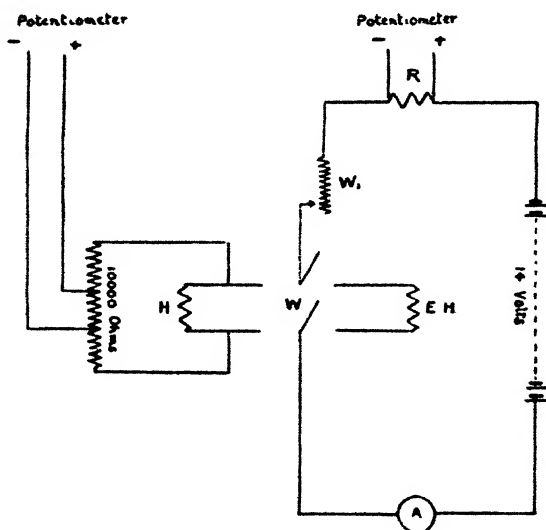 Potentiometer
- +
Potentiometer
- +
R
W₁
10000 Ohms
H
W
E H
14 Volts
A